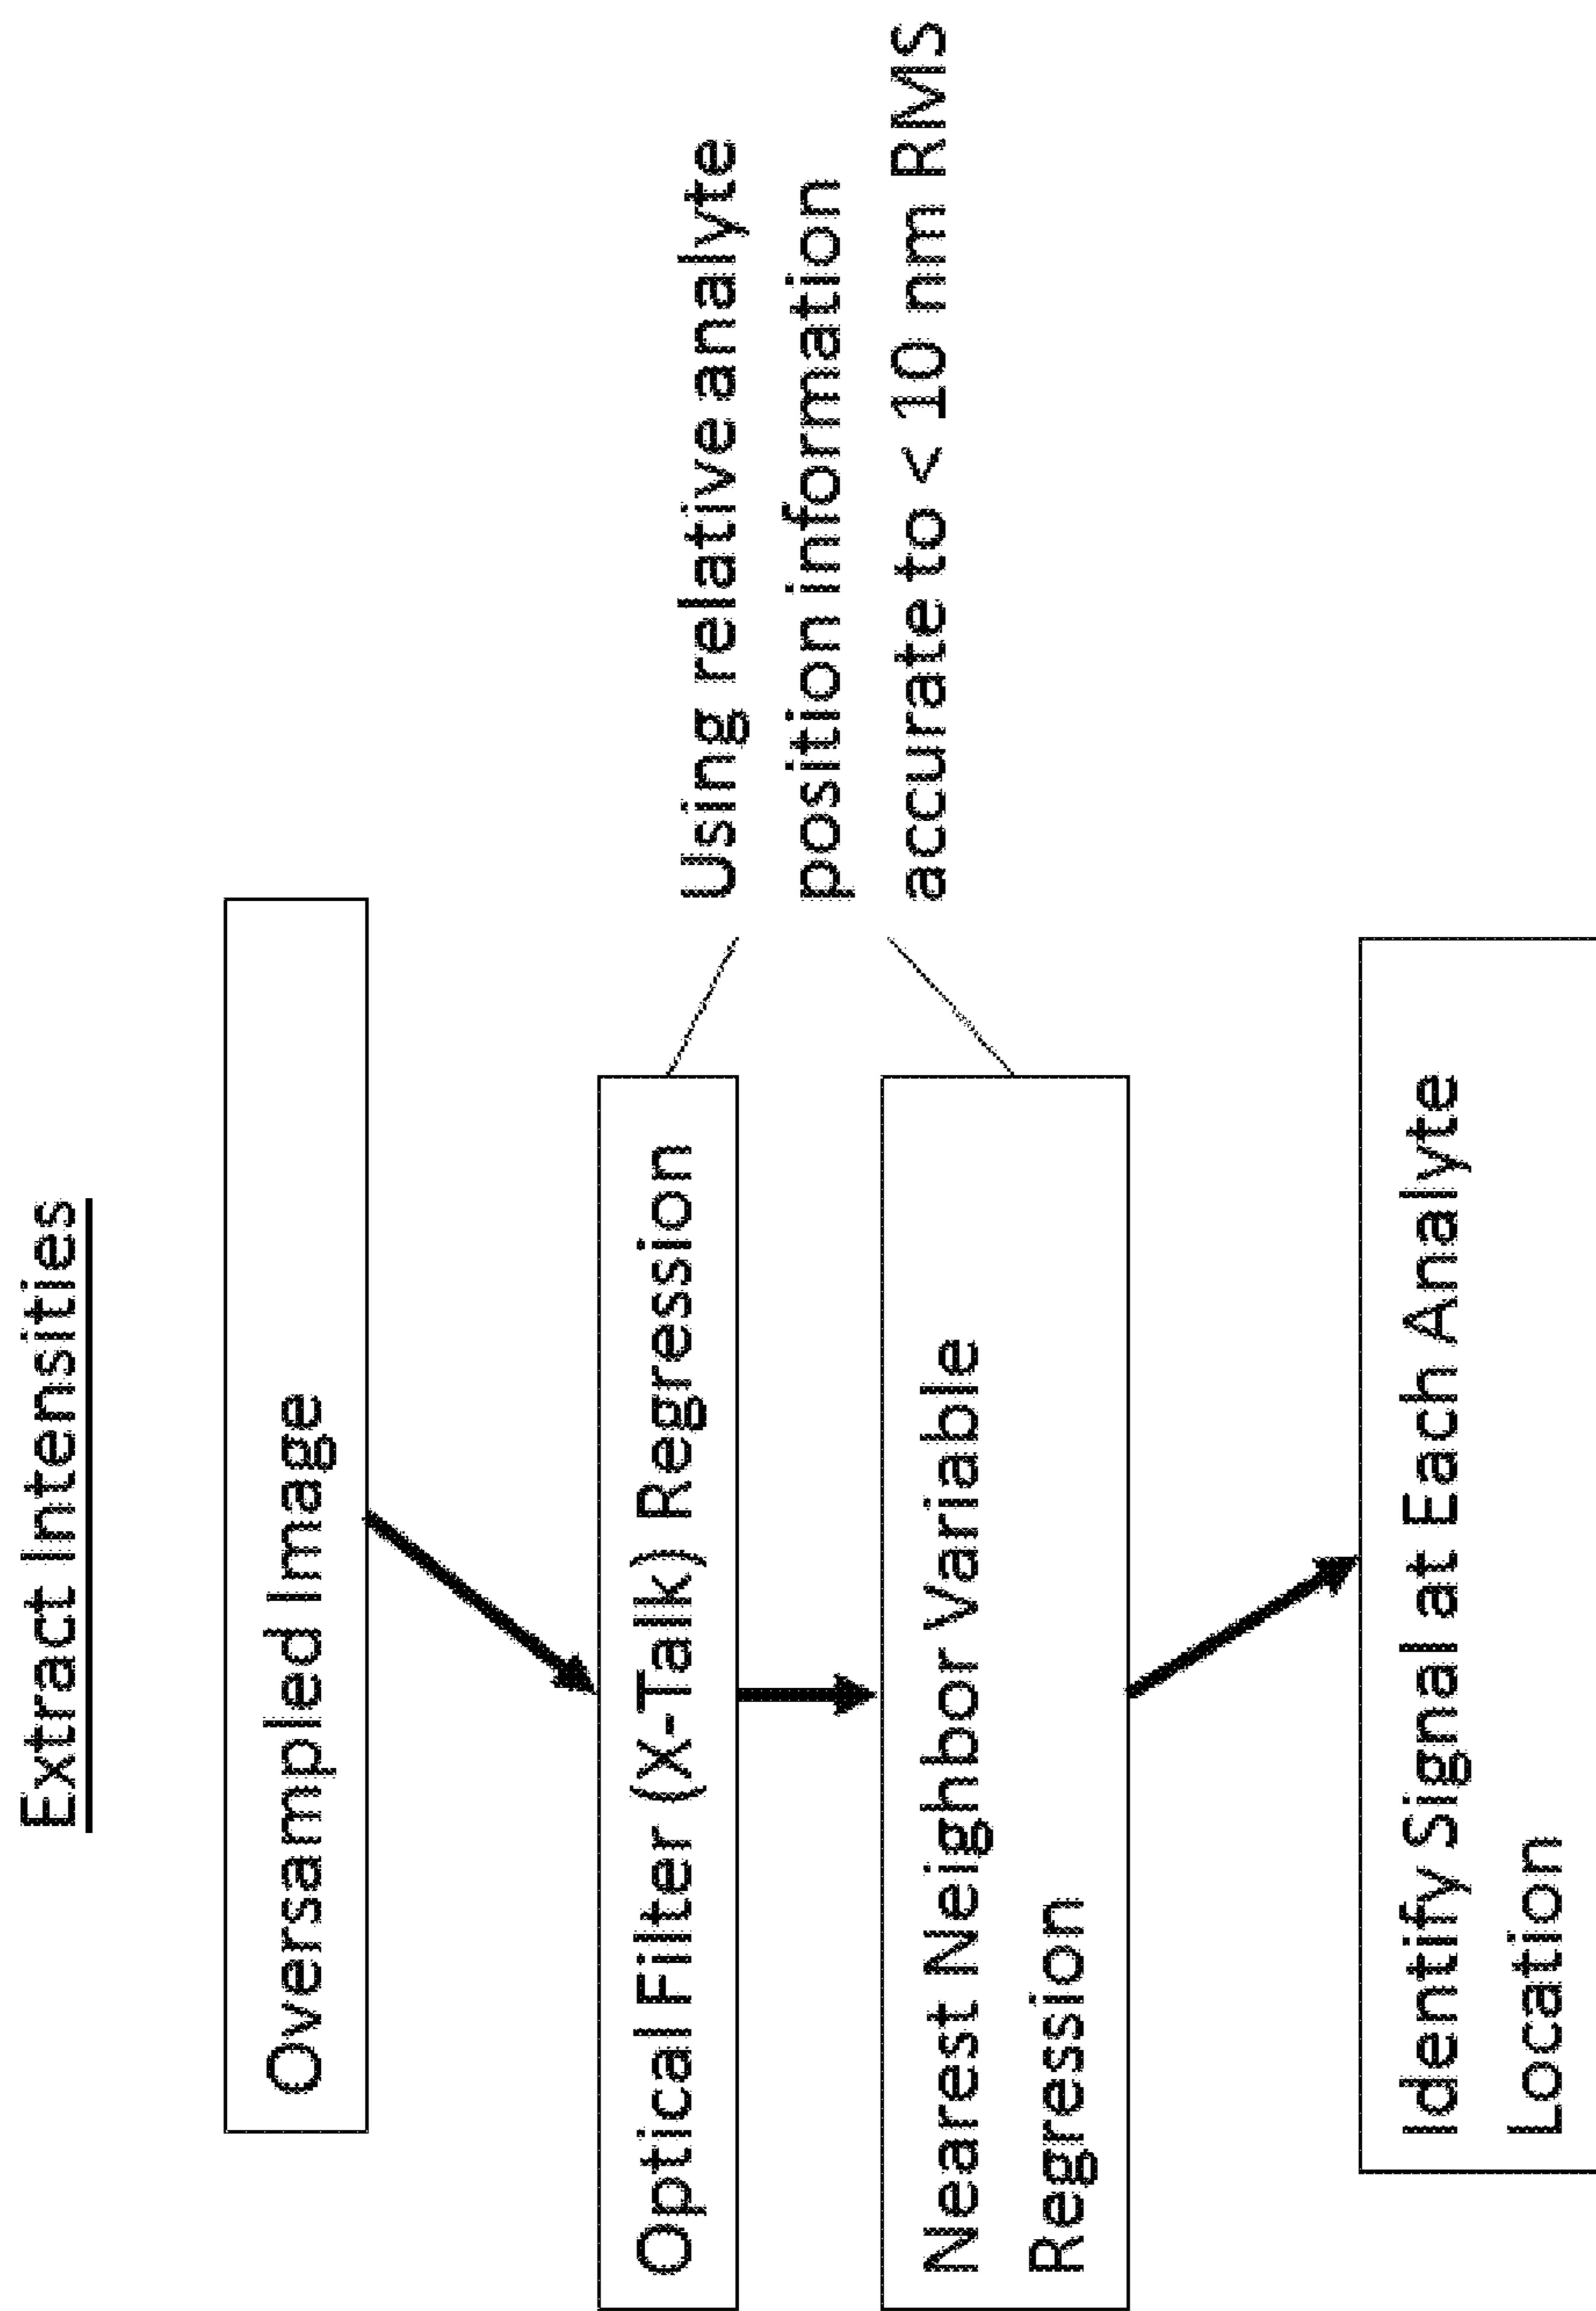 Extract Intensities
Oversampled Image
Optical Filter (X-Talk) Regression
Using relative analyte
position information
accurate to < 10 nm RMS
Nearest Neighbor Variable
Regression
Identify Signal at Each Analyte
Location